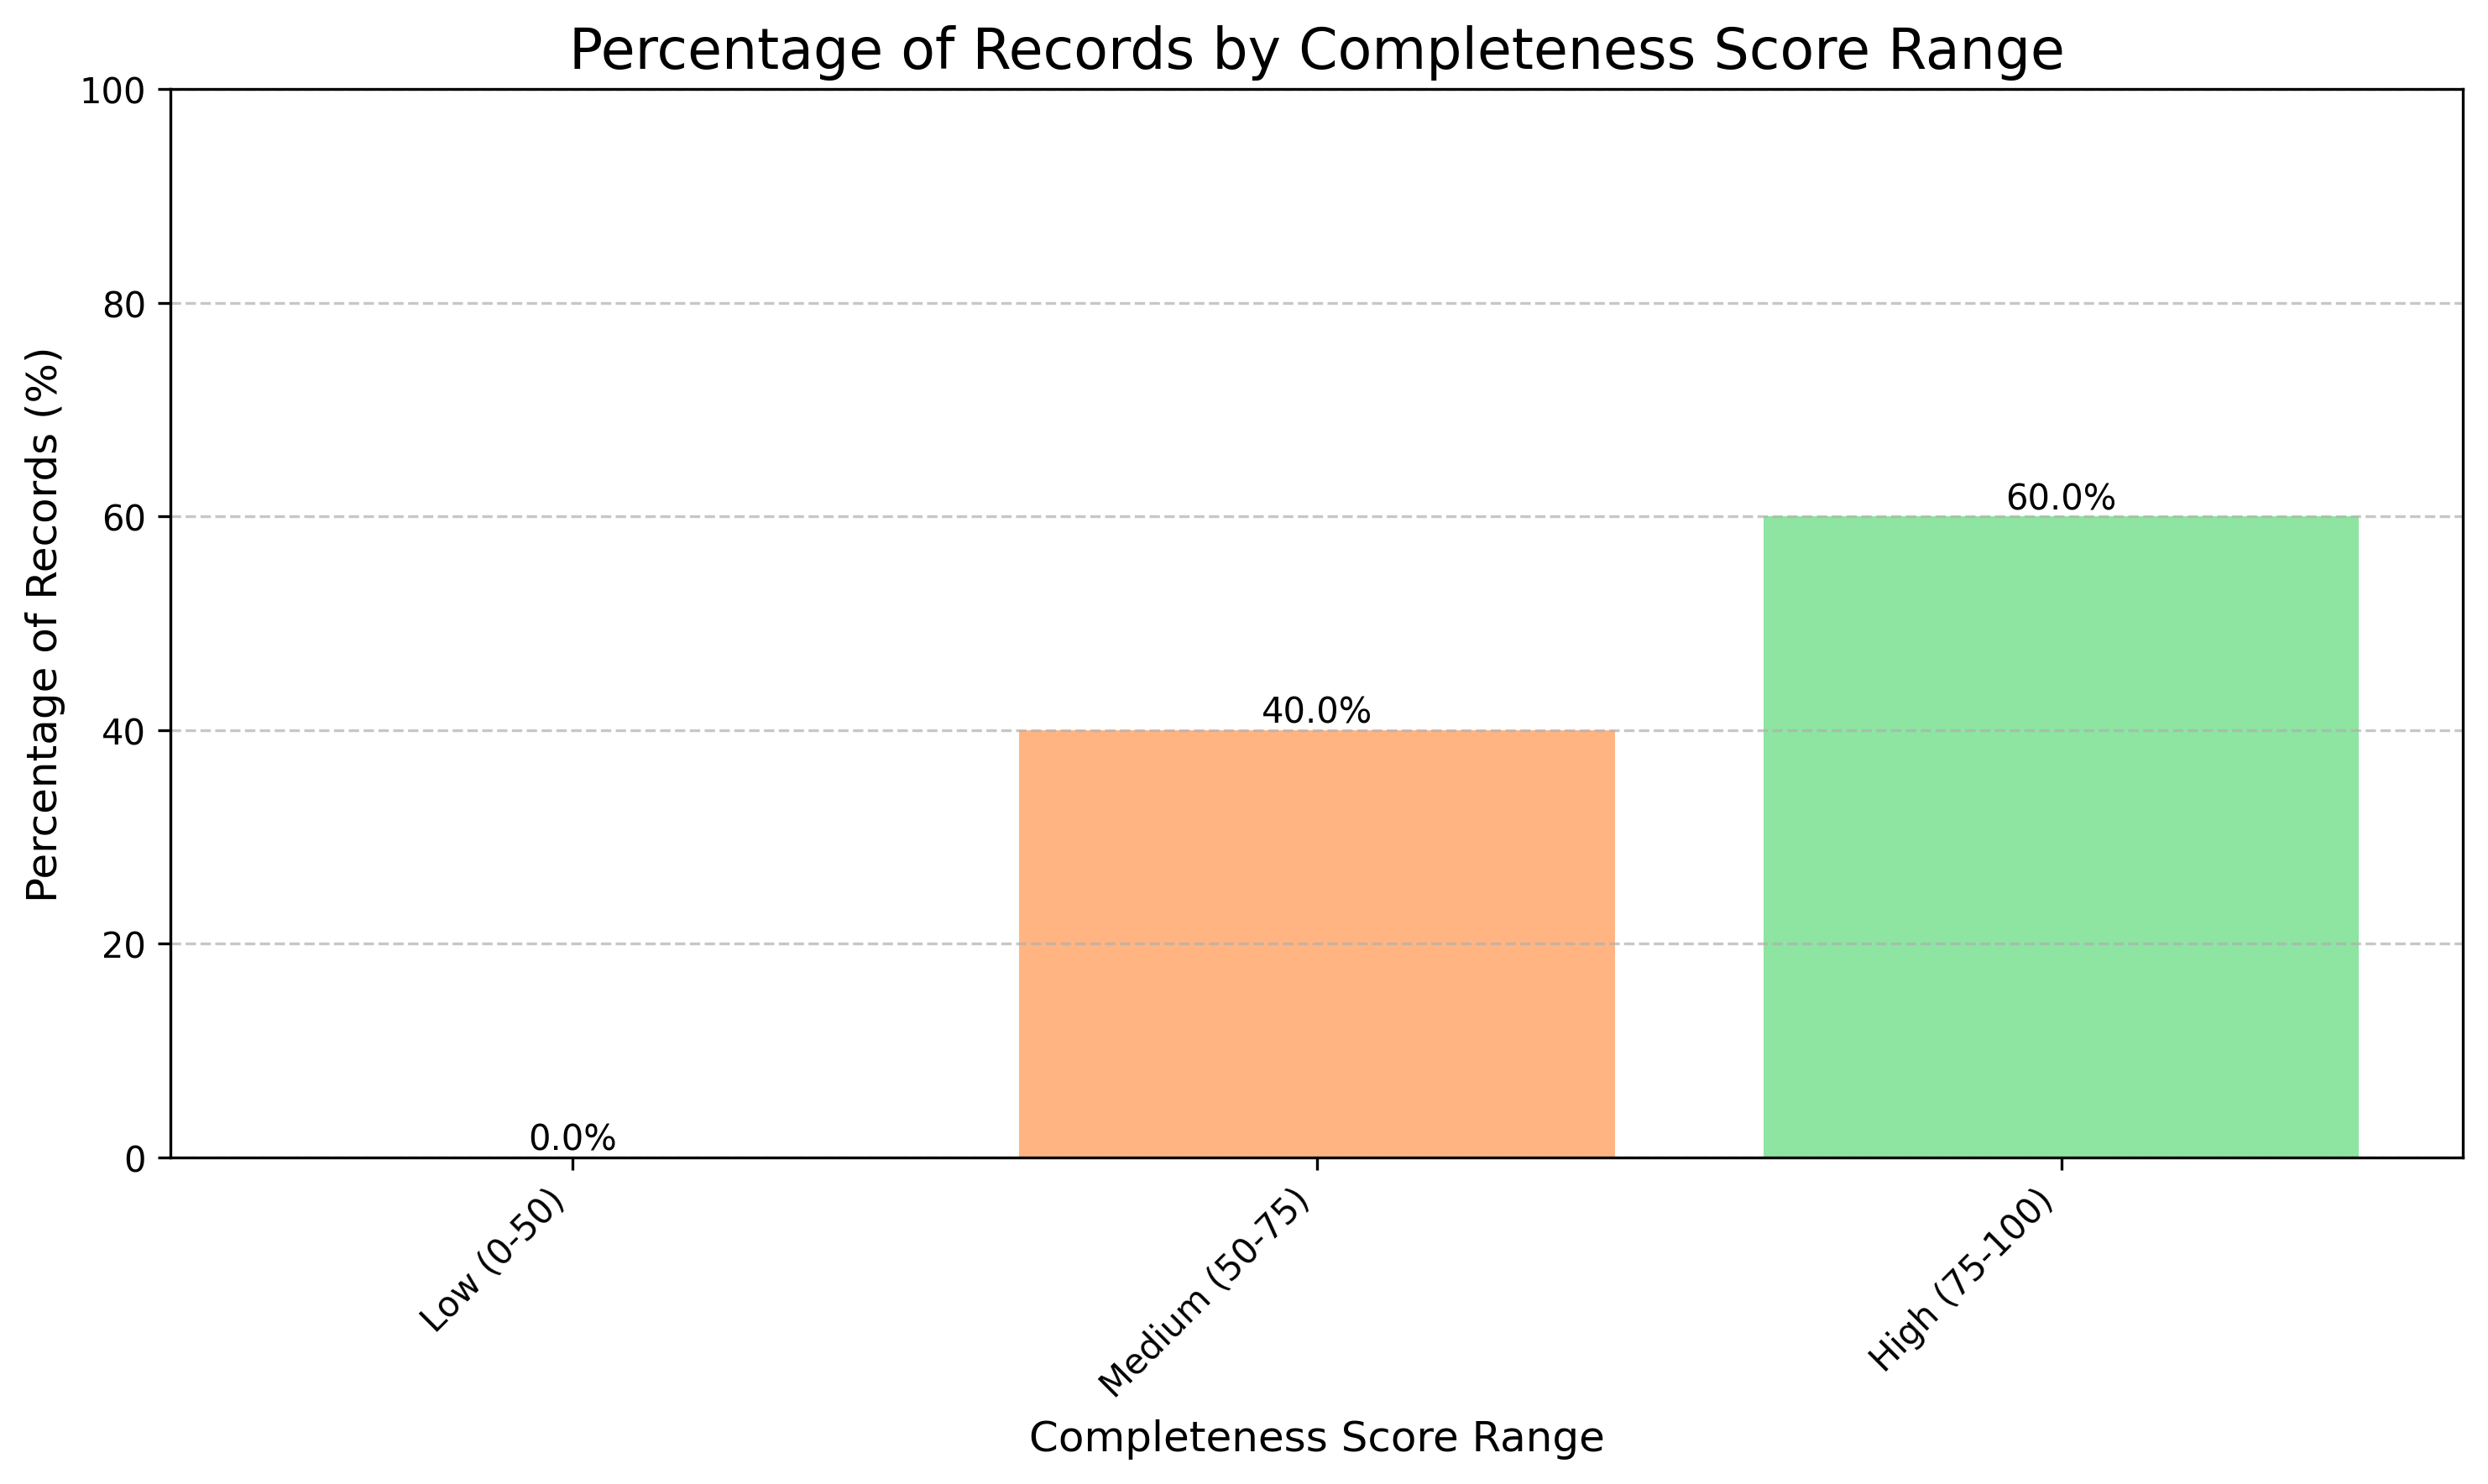 Percentage of Records by Completeness Score Range
Percentage of Records (%)
100
80
60
40
20
0
0.0%
40.0%
60.0%
Low (0-50)
Medium (50-75)
High (75-100)
Completeness Score Range